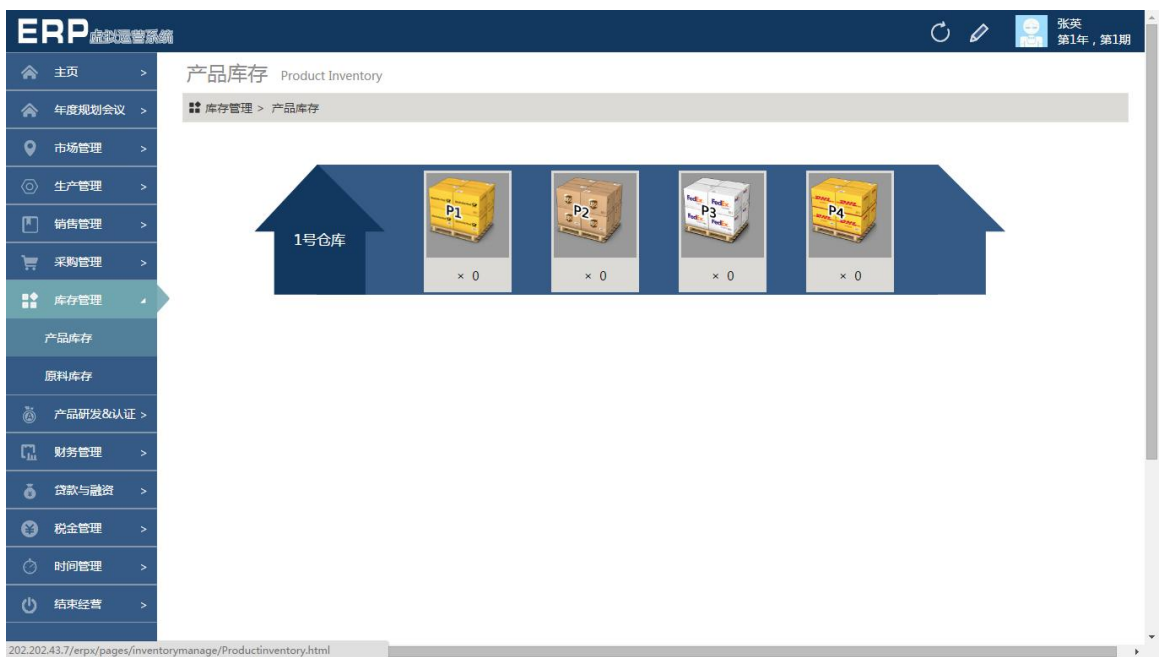 ERP虚拟运营系统
张英
第1年，第1期
主页 >
年度规划会议 >
市场管理 >
生产管理 >
销售管理 >
采购管理 >
库存管理
产品库存
原料库存
产品研发&认证 >
财务管理 >
贷款与融资 >
税金管理 >
时间管理 >
结束经营 >
产品库存 Product Inventory
库存管理 > 产品库存
1号仓库
P1
P2
FedEx FedEx
P3
P4
× 0
× 0
× 0
× 0
202.202.43.7/erpx/pages/inventorymanage/Productinventory.html